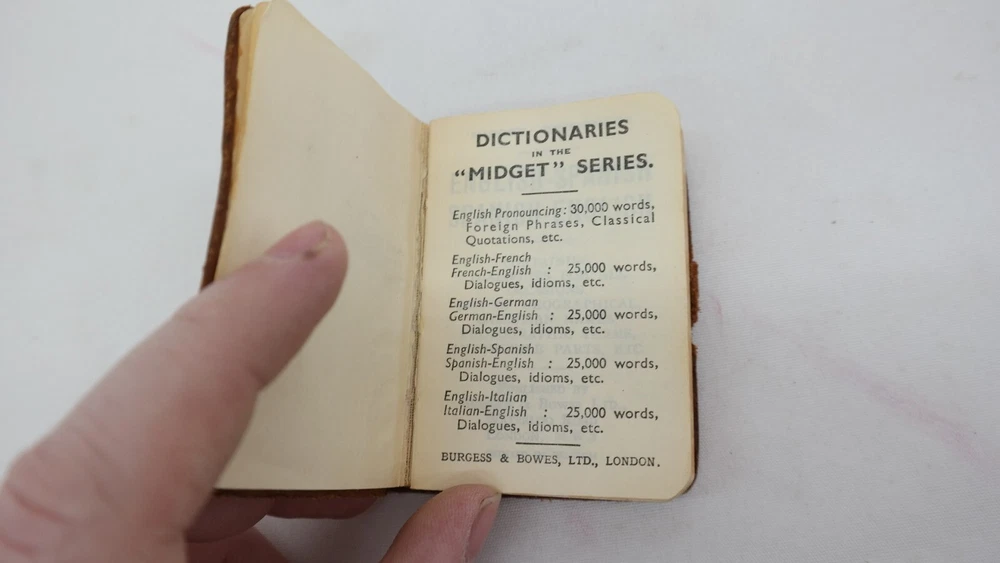 DICTIONARIES
IN THE
"MIDGET" SERIES.
English Pronouncing: 30,000 words,
Foreign Phrases, Classical
Quotations, etc.
English-French
French-English : 25,000 words,
Dialogues, idioms, etc.
English-German
German-English : 25,000 words,
Dialogues, idioms, etc.
English-Spanish
Spanish-English : 25,000 words,
Dialogues, idioms, etc.
English-Italian
Italian-English : 25,000 words,
Dialogues, idioms, etc.
BURGESS & BOWES, LTD., LONDON.